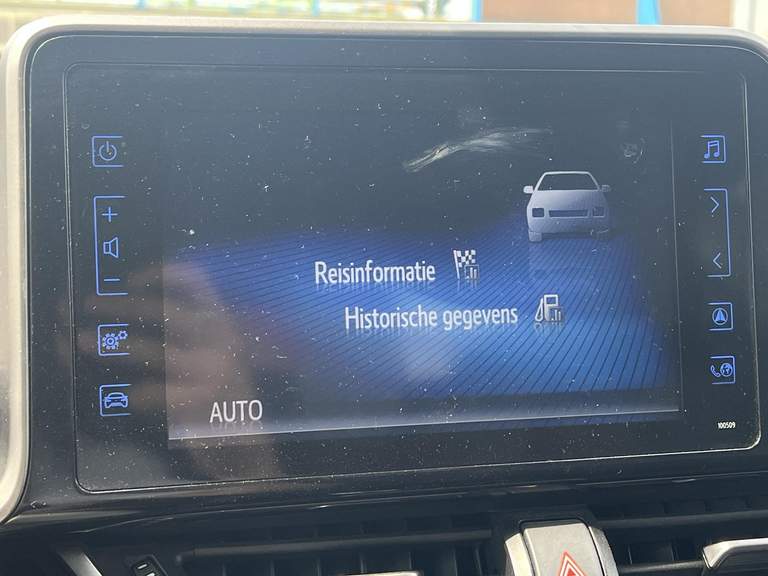 Reisinformatie
Historische gegevens
AUTO
100509